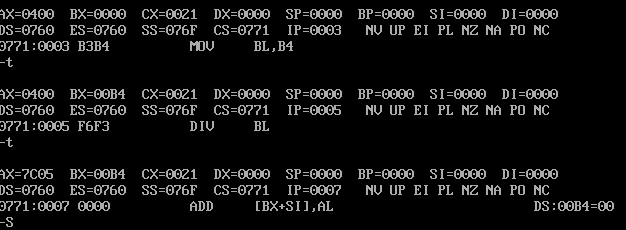 AX=0400 BX=0000 CX=0021 DX=0000 SP=0000 BP=0000 SI=0000 DI=0000
DS=0760 ES=0760 SS=076F CS=0771 IP=0003 NV UP EI PL NZ NA PO NC
0771:0003 B3B4 MOV BL,B4
-t
AX=0400 BX=00B4 CX=0021 DX=0000 SP=0000 BP=0000 SI=0000 DI=0000
DS=0760 ES=0760 SS=076F CS=0771 IP=0005 NV UP EI PL NZ NA PO NC
0771:0005 F6F3 DIV BL
-t
AX=7C05 BX=00B4 CX=0021 DX=0000 SP=0000 BP=0000 SI=0000 DI=0000
DS=0760 ES=0760 SS=076F CS=0771 IP=0007 NV UP EI PL NZ NA PO NC
0771:0007 0000 ADD [BX+SI],AL DS:00B4=00
-S